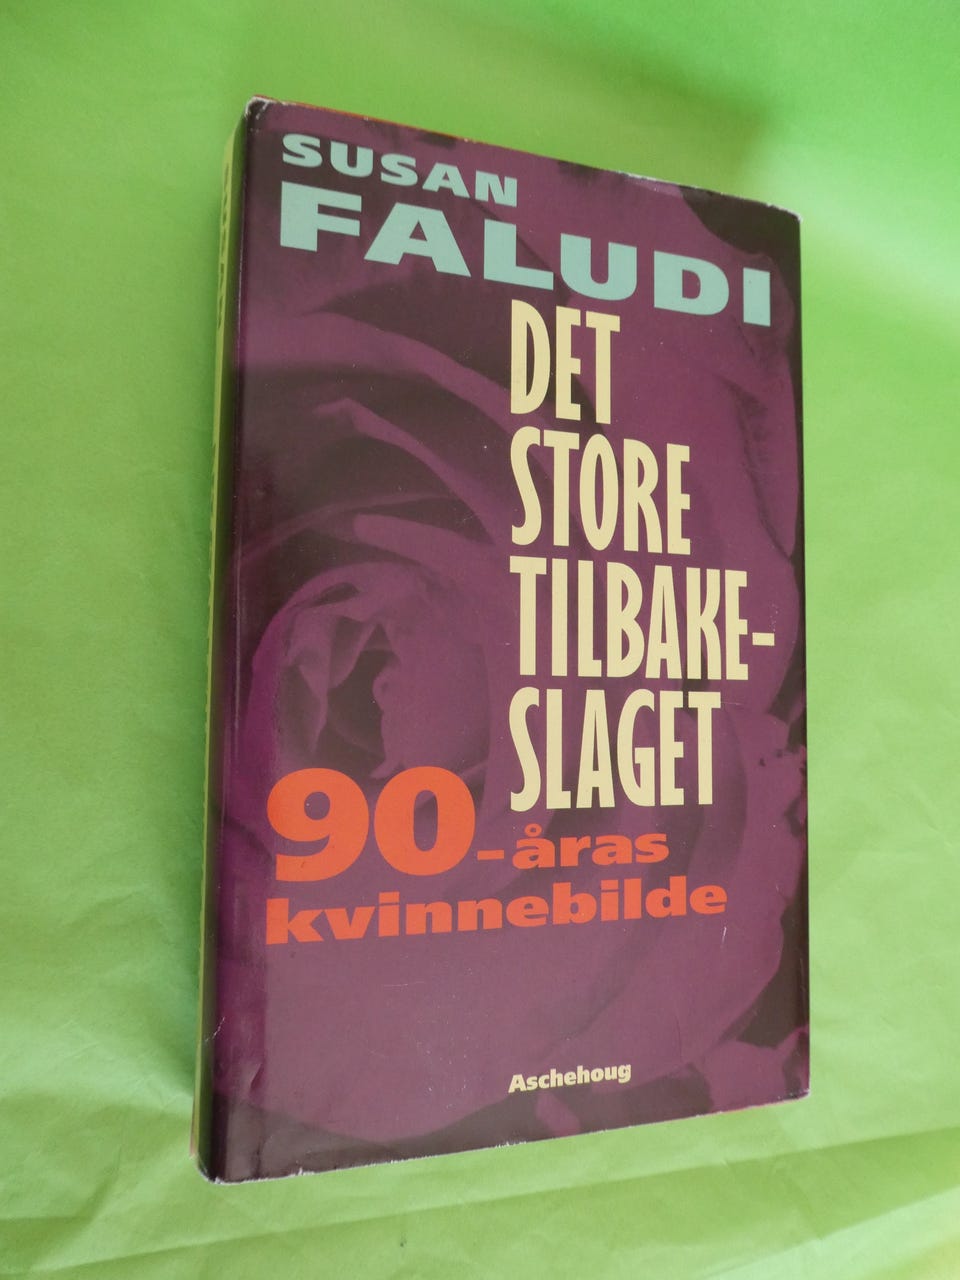 SUSAN
FALUDI
DET
STORE
TILBAKE-
SLAGET
90-åras
kvinnebilde
Aschehoug